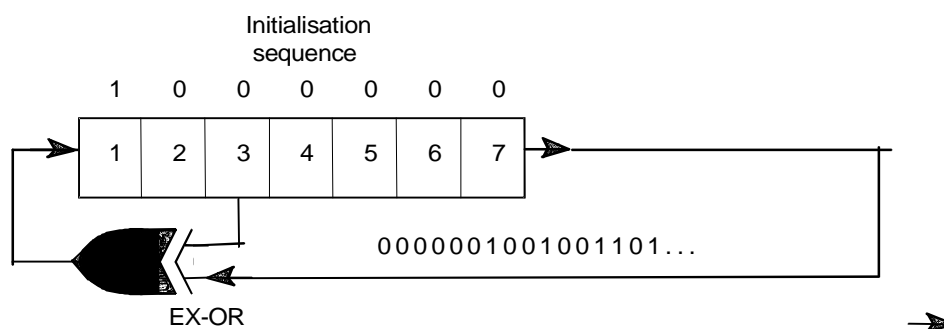 Initialisation
sequence
1 0 0 0 0 0 0
1 2 3 4 5 6 7
0000001001001101...
EX-OR